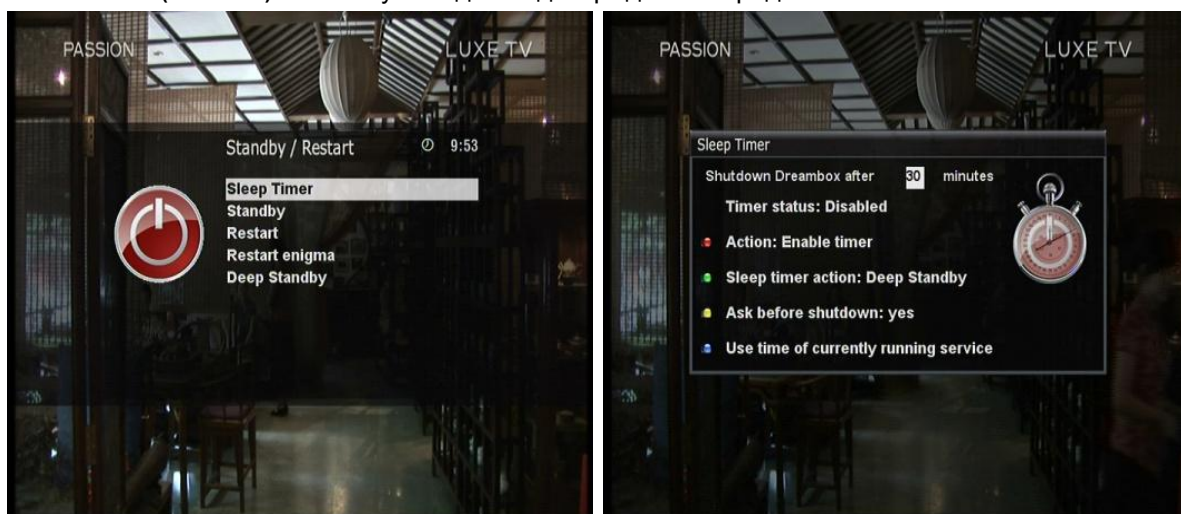 PASSION LUXE TV
Standby / Restart 9:53
Sleep Timer
Standby
Restart
Restart enigma
Deep Standby
PASSION LUXE TV
Sleep Timer
Shutdown Dreambox after 30 minutes
Timer status: Disabled
Action: Enable timer
Sleep timer action: Deep Standby
Ask before shutdown: yes
Use time of currently running service